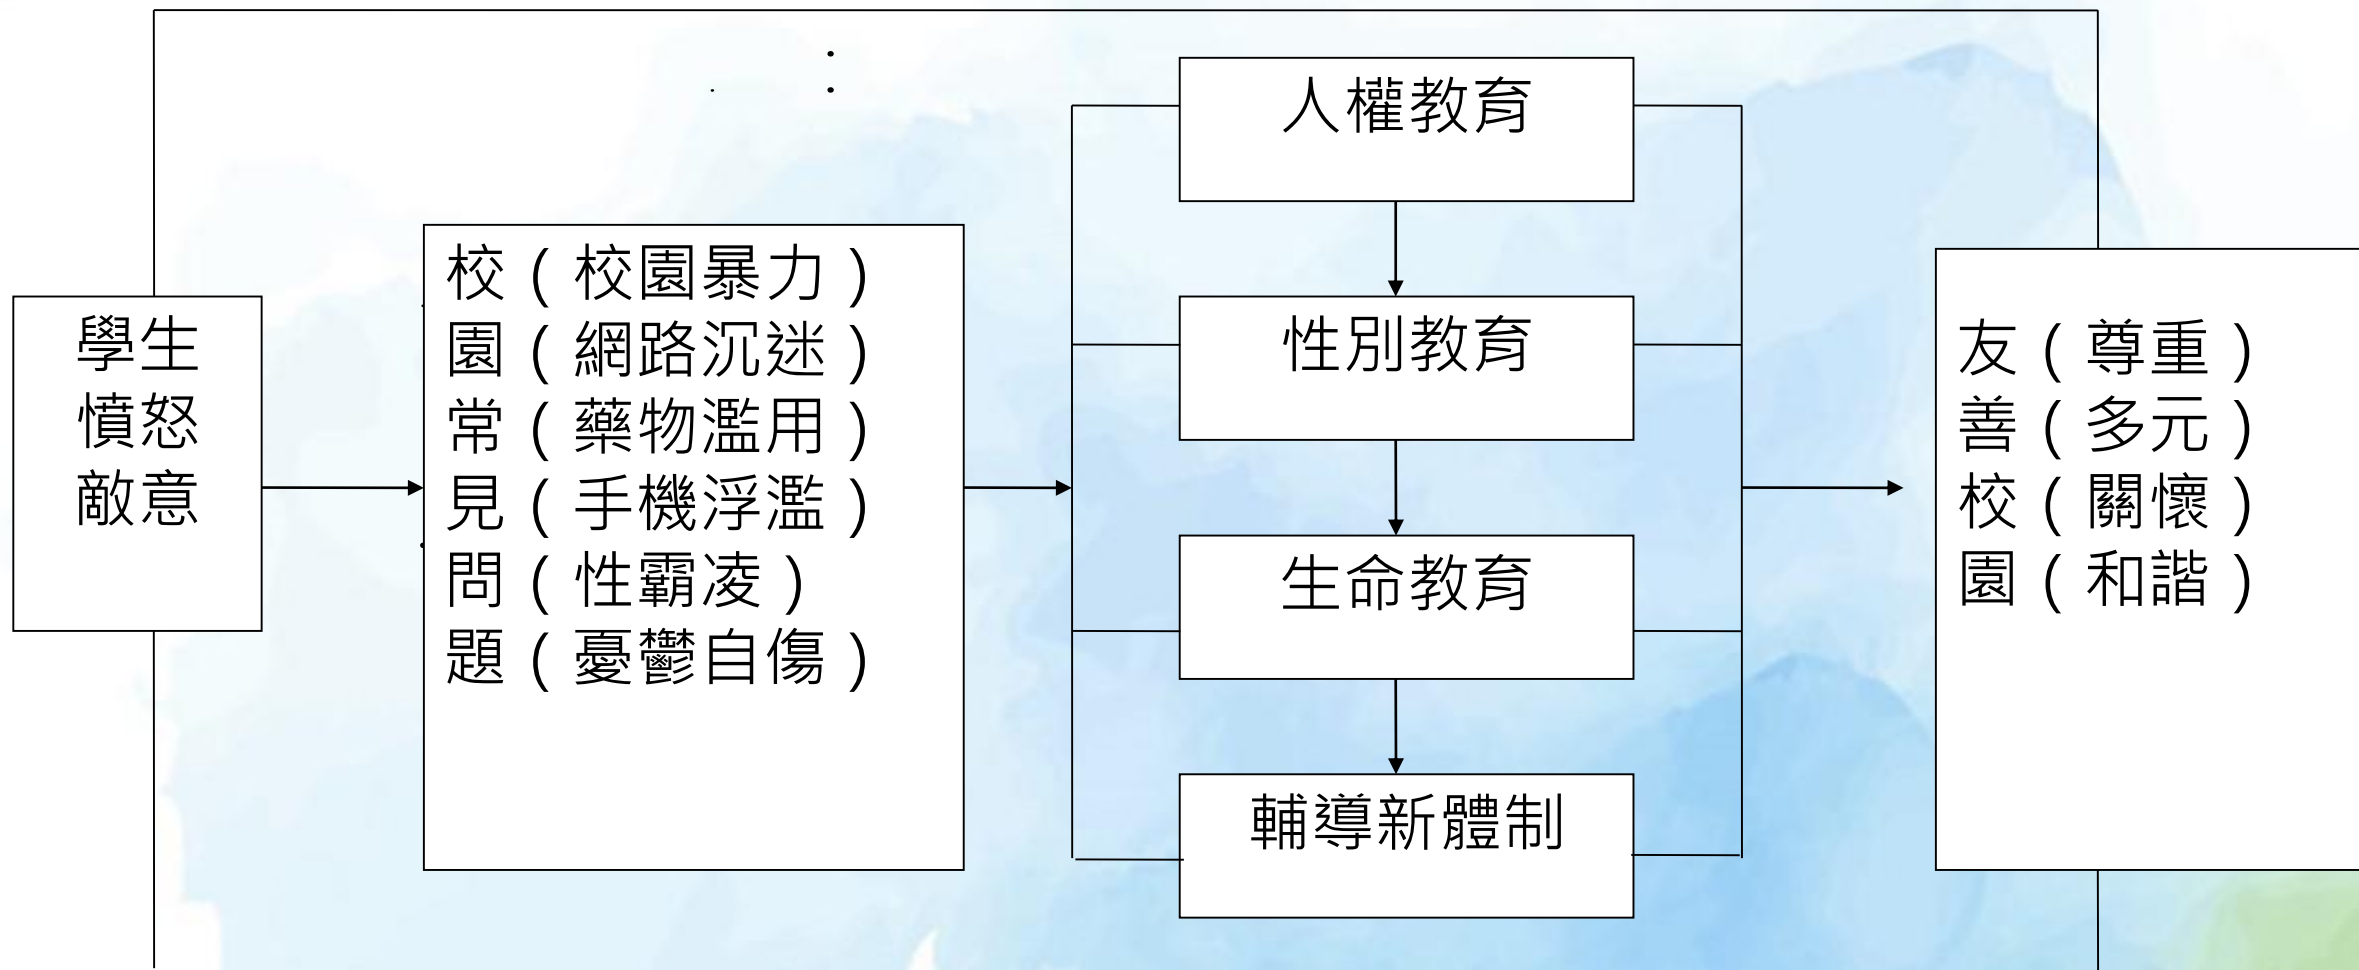 學生
憤怒
敵意
校（校園暴力）
園（網路沉迷）
常（藥物濫用）
見（手機浮濫）
問（性霸凌）
題（憂鬱自傷）
人權教育
性別教育
生命教育
輔導新體制
友（尊重）
善（多元）
校（關懷）
園（和諧）